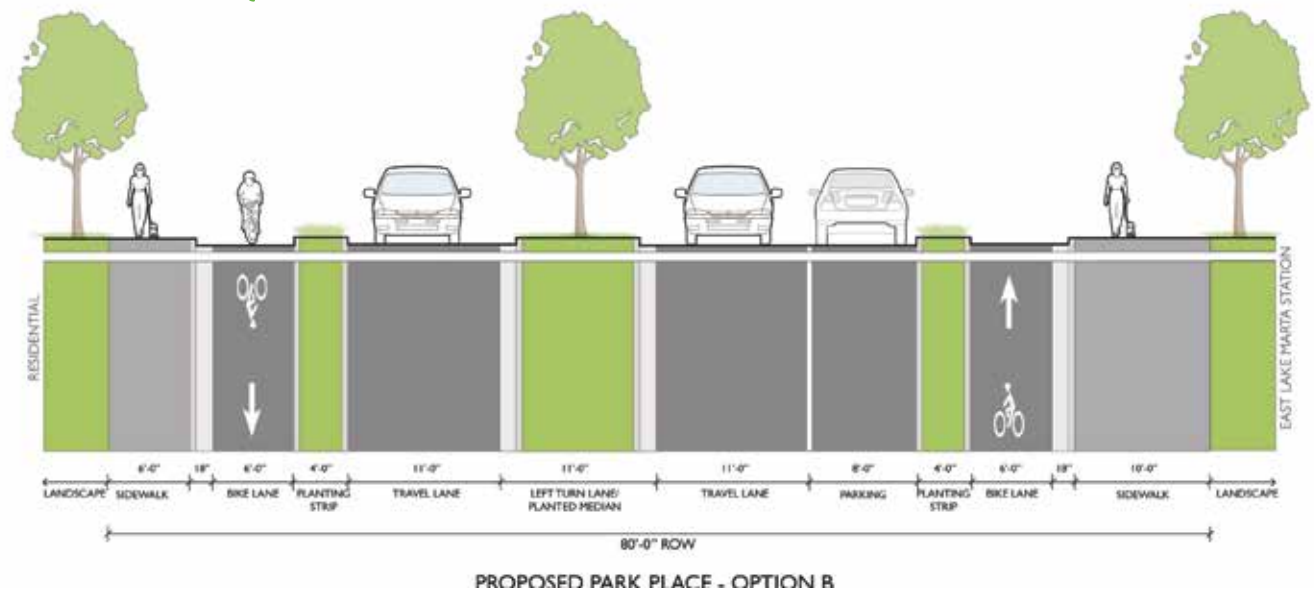 RESIDENTIAL
EAST LAKE MARTA STATION
6'-0" 18" 6'-0" 4'-0" 11'-0" 11'-0" 11'-0" 8'-0" 4'-0" 6'-0" 18" 10'-0"
LANDSCAPE SIDEWALK BIKE LANE PLANTING STRIP TRAVEL LANE LEFT TURN LANE/ PLANTED MEDIAN TRAVEL LANE PARKING PLANTING STRIP BIKE LANE SIDEWALK LANDSCAPE
80'-0" ROW
PROPOSED PARK PLACE - OPTION B